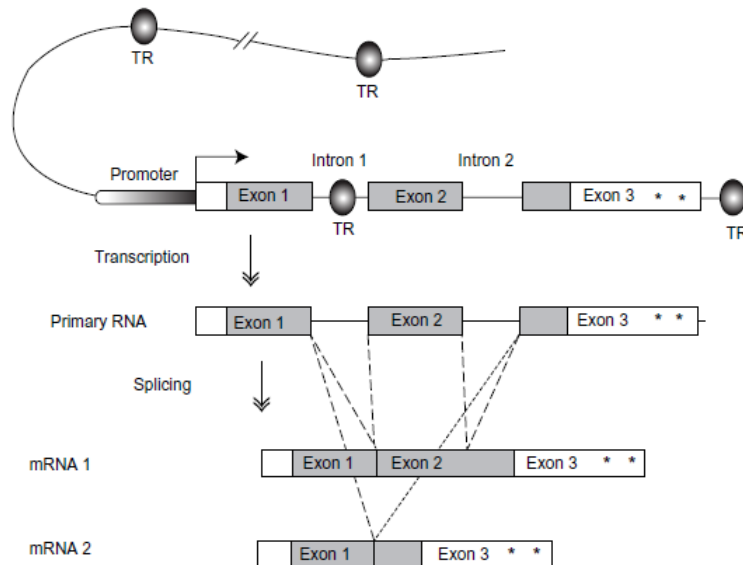 TR
TR
Promoter
Intron 1
Intron 2
Exon 1
Exon 2
Exon 3 * *
TR
TR
Transcription
Primary RNA
Exon 1
Exon 2
Exon 3 * *
Splicing
mRNA 1
Exon 1
Exon 2
Exon 3 * *
mRNA 2
Exon 1
Exon 3 * *